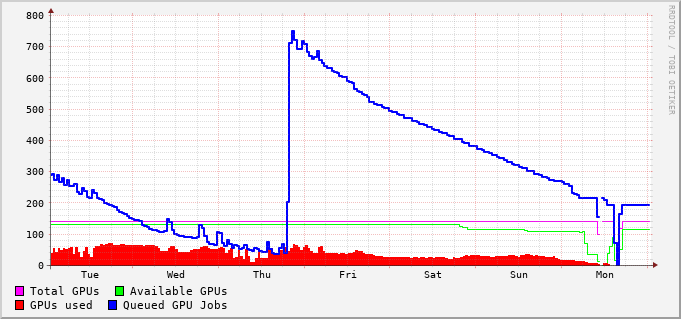 800
700
600
500
400
300
200
100
0
Tue Wed Thu Fri Sat Sun Mon
Total GPUs Available GPUs
GPUs used Queued GPU Jobs
RRDTOOL / TOBI OETIKER